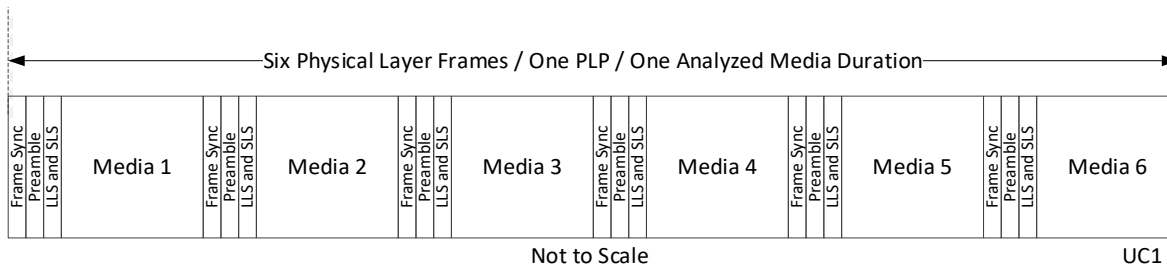 Six Physical Layer Frames / One PLP / One Analyzed Media Duration
Frame Sync
Preamble
LLS and SLS
Media 1
Frame Sync
Preamble
LLS and SLS
Media 2
Frame Sync
Preamble
LLS and SLS
Media 3
Frame Sync
Preamble
LLS and SLS
Media 4
Frame Sync
Preamble
LLS and SLS
Media 5
Frame Sync
Preamble
LLS and SLS
Media 6
Not to Scale
UC1